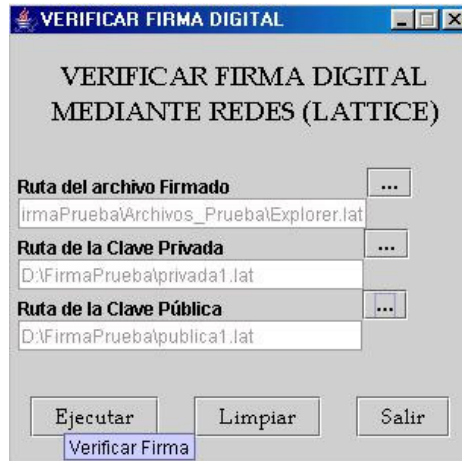 VERIFICAR FIRMA DIGITAL
VERIFICAR FIRMA DIGITAL
MEDIANTE REDES (LATTICE)
Ruta del archivo Firmado
...
irmaPrueba\Archivos_Prueba\Explorer.lat
Ruta de la Clave Privada
...
D:\FirmaPrueba\privada1.lat
Ruta de la Clave Pública
...
D:\FirmaPrueba\publica1.lat
Ejecutar Limpiar Salir
Verificar Firma